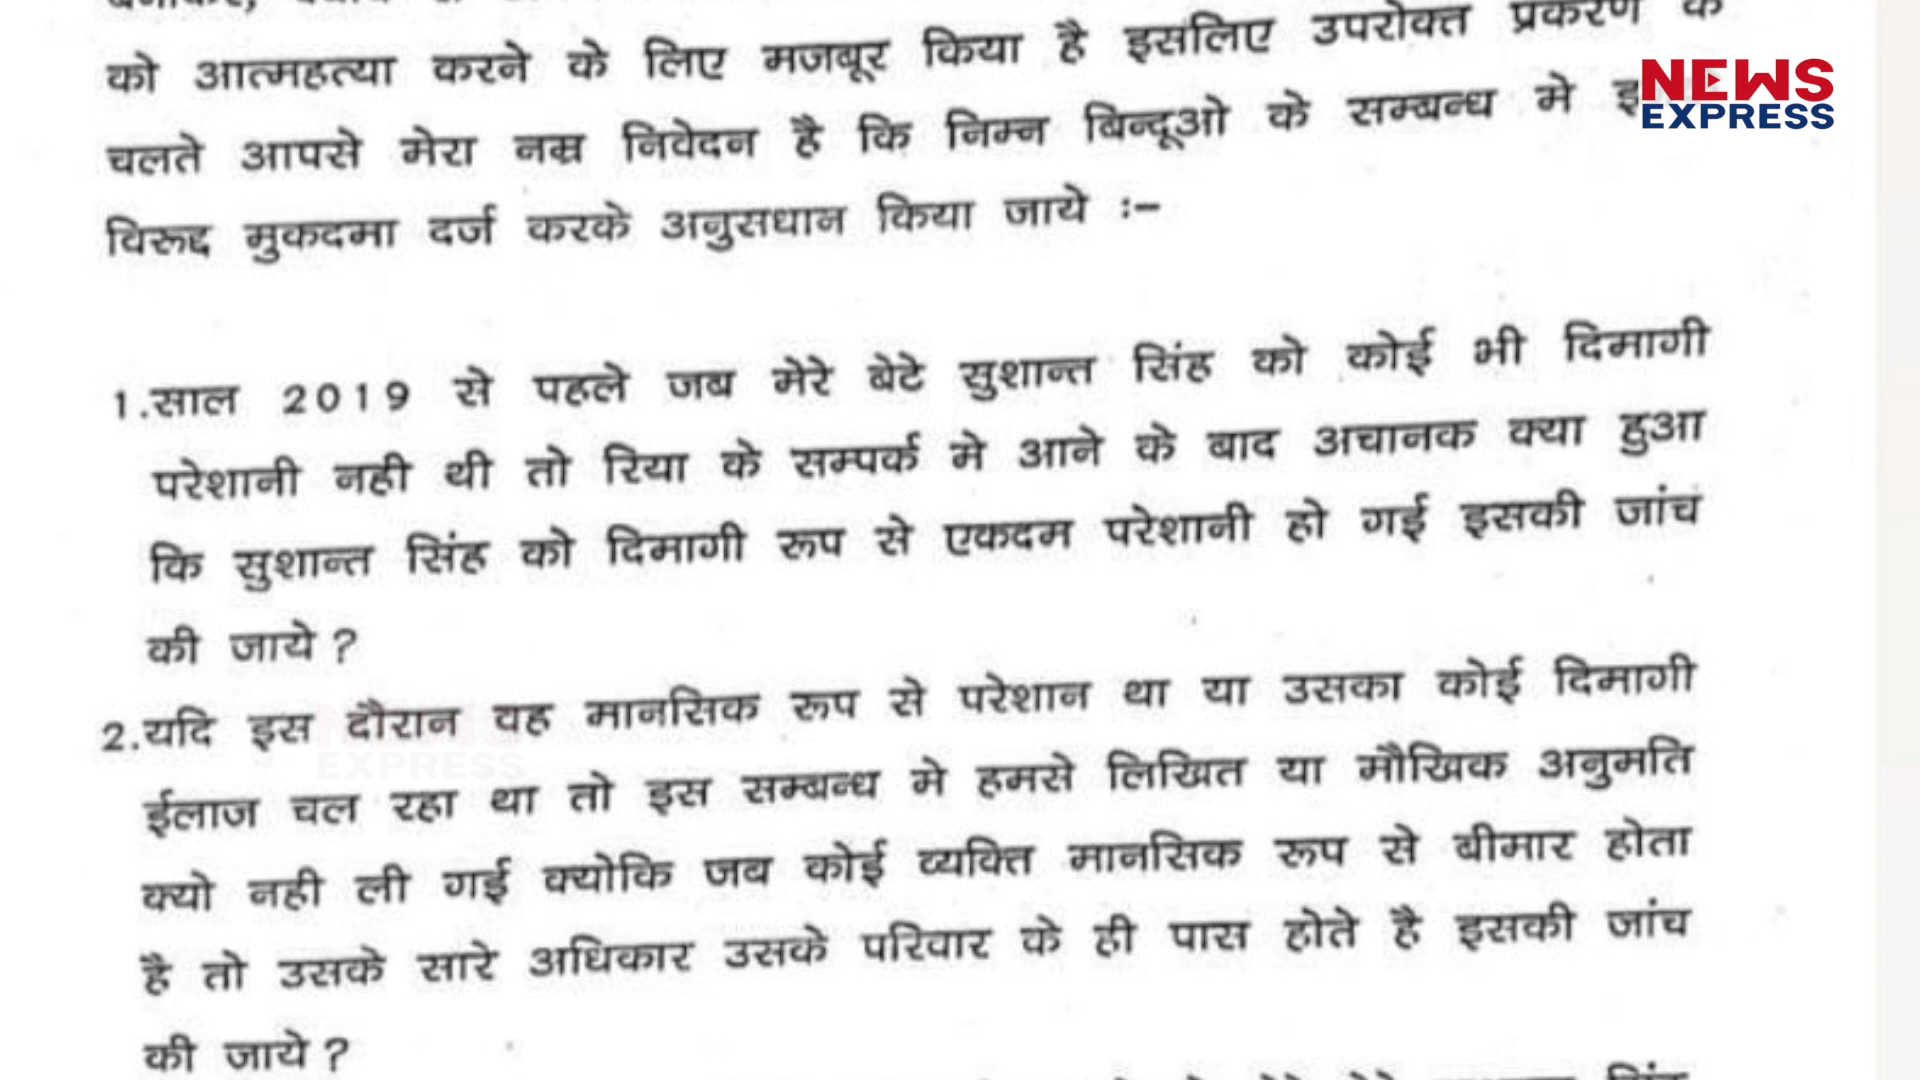 को आत्महत्या करने के लिए मजबूर किया है इसलिए उपरोक्त प्रकरण के
NEWS
EXPRESS
चलते आपसे मेरा नम्र निवेदन है कि निम्न बिन्दूओ के सम्बन्ध मे
विरूद्द मुकदमा दर्ज करके अनुसधान किया जाये :–
1.साल 2019 से पहले जब मेरे बेटे सुशान्त सिंह को कोई भी दिमागी
परेशानी नही थी तो रिया के सम्पर्क मे आने के बाद अचानक क्या हुआ
कि सुशान्त सिंह को दिमागी रूप से एकदम परेशानी हो गई इसकी जांच
की जाये ?
2.यदि इस दौरान वह मानसिक रूप से परेशान था या उसका कोई दिमागी
EXPRESS
ईलाज चल रहा था तो इस सम्बन्ध मे हमसे लिखित या मौखिक अनुमति
क्यो नही ली गई क्योकि जब कोई व्यक्ति मानसिक रूप से बीमार होता
है तो उसके सारे अधिकार उसके परिवार के ही पास होते है इसकी जांच
की जाये ?